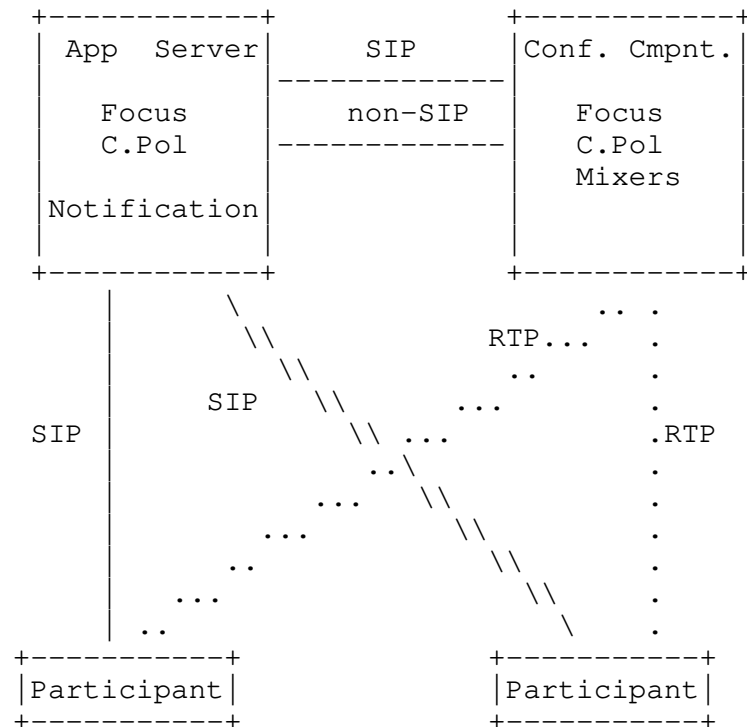 App Server SIP Conf. Cmpnt.
Focus non-SIP Focus
C.Pol C.Pol
Mixers
Notification
RTP
SIP
SIP RTP
Participant Participant